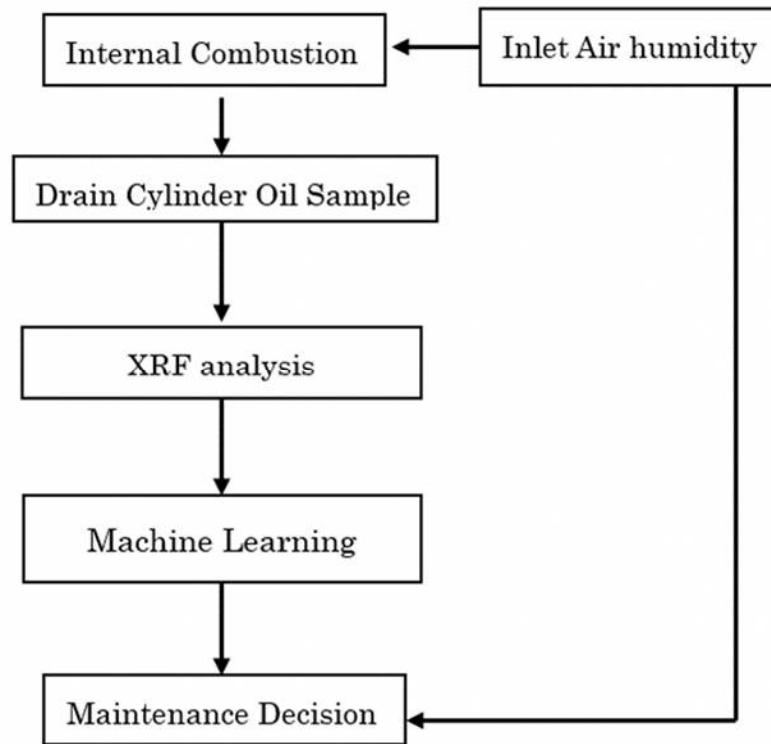 Internal Combustion
Inlet Air humidity
Drain Cylinder Oil Sample
XRF analysis
Machine Learning
Maintenance Decision